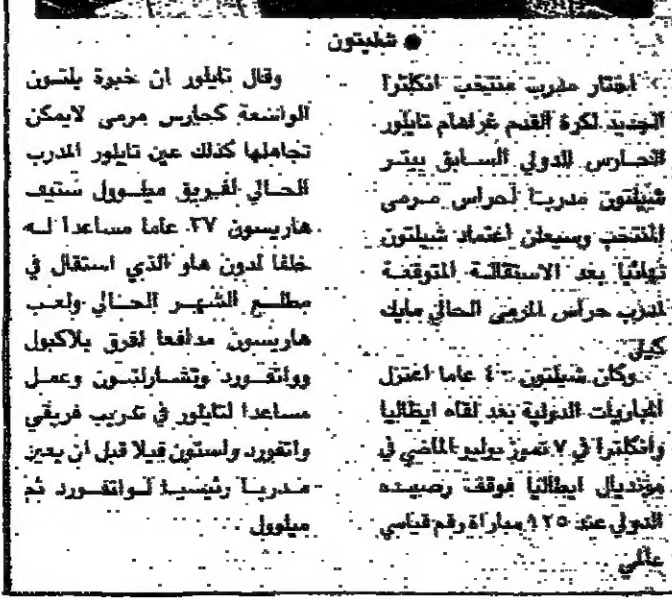 ● شليتون
> اختار مدرب منتخب انكلترا
الجديد لكرة القدم غراهام تايلور
الحارس الدولي السابق بيتر
شيلتون مدربا لحراس مرمى
المنتخب وسيعلن اعتماد شيلتون
نهائيا بعد الاستقالة المتوقعة
لمدرب حراس المرمى الحالي مايك
كيلي
وكان شيلتون ٤٠ عاما اعتزل
المباريات الدولية بعد لقاء ايطاليا
وانكلترا في ٧ تموز يوليو الماضي في
مونديال ايطاليا فوقف رصيده
الدولي عند ١٢٥ مباراة رقم قياسي
عالمي
وقال تايلور ان خبرة يلتون
الواسعة كحارس مرمى لايمكن
تجاهلها كذلك عين تايلور المدرب
الحالي لفريق ميلوول ستيف
هاريسون ٣٧ عاما مساعدا له
خلفا لدون هاو الذي استقال في
مطلع الشهر الحالي ولعب
هاريسون مدافعا لفرق بلاكبول
وواتفورد وتشارلتون وعمل
مساعدا لتايلور في تدريب فريقي
واتفورد واستون فيلا قبل ان يعين
مدربا رئيسيا لواتفورد ثم
ميلوول